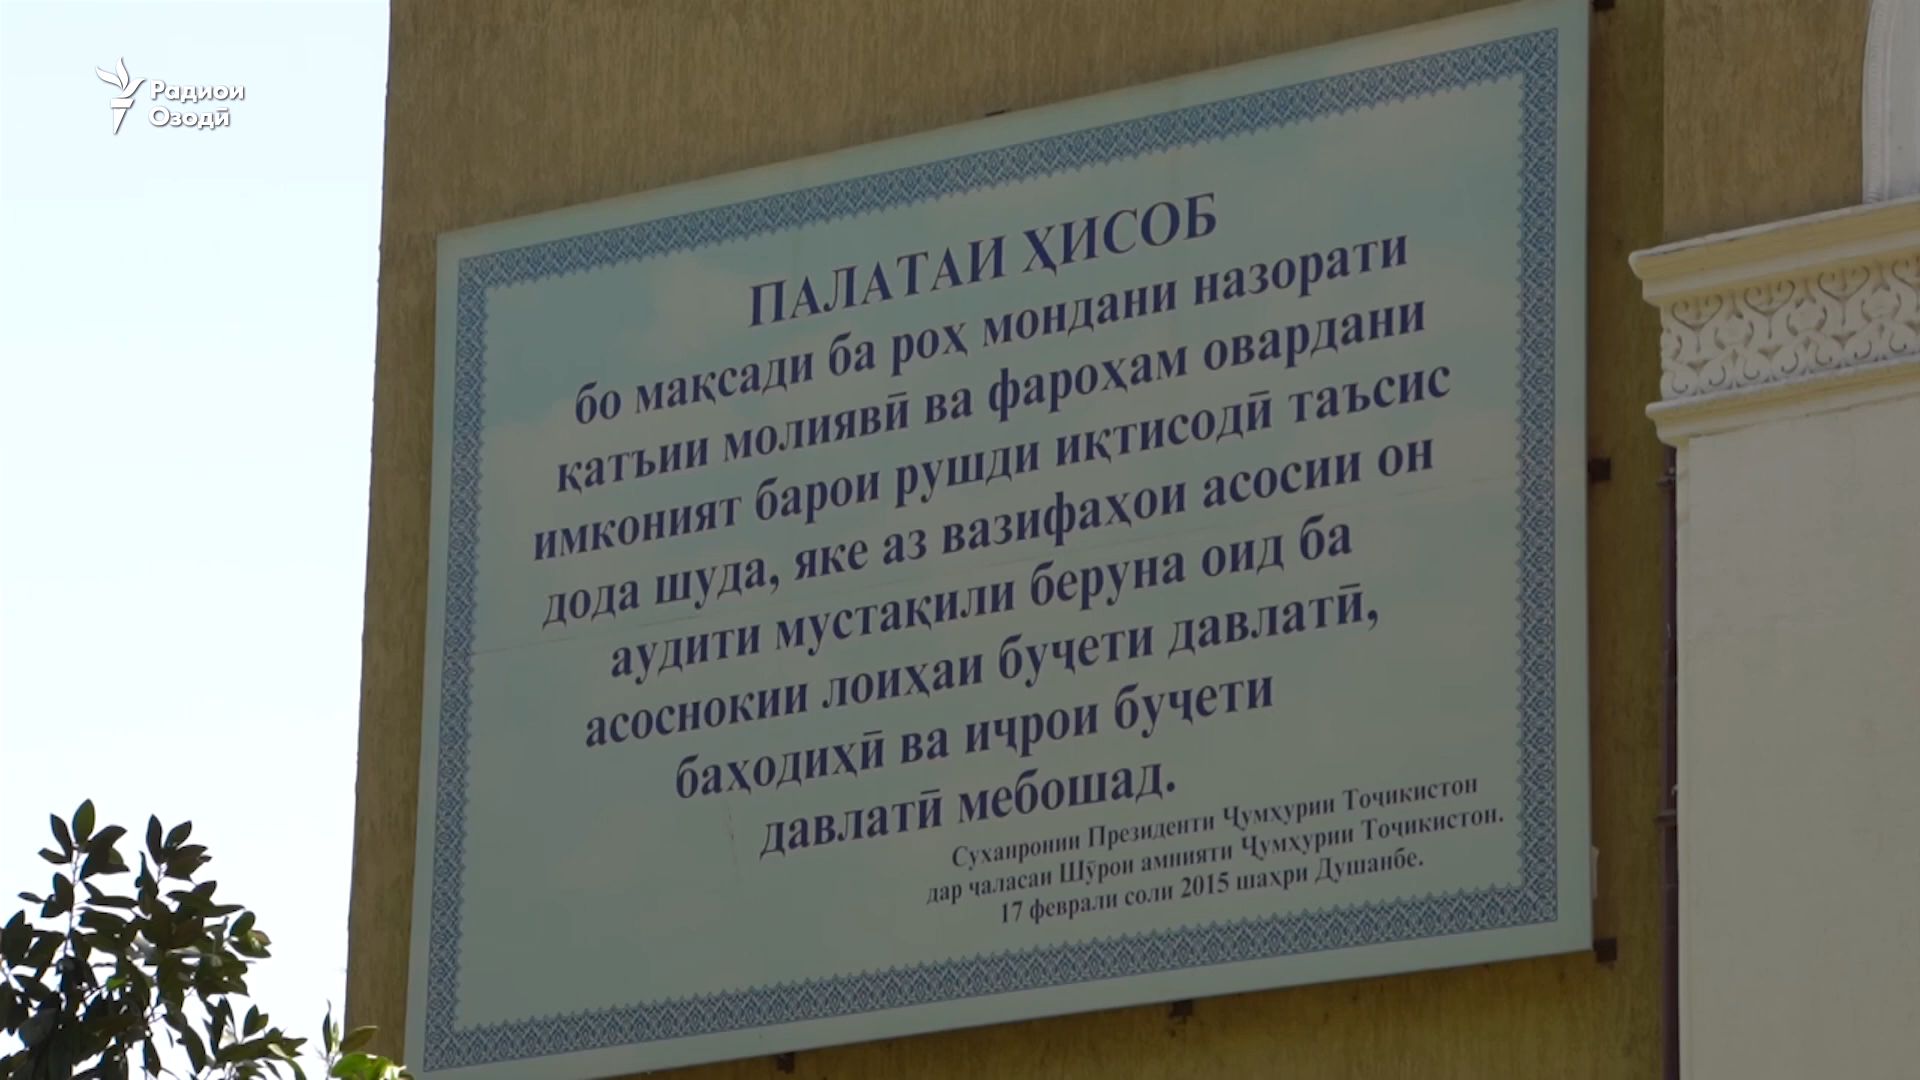 Радиои
Озодӣ
ПАЛАТАИ ҲИСОБ
бо мақсади ба роҳ мондани назорати
қатъии молиявӣ ва фароҳам овардани
имконият барои рушди иқтисодӣ таъсис
дода шуда, яке аз вазифаҳои асосии он
аудити мустақили беруна оид ба
асоснокии лоиҳаи буҷети давлатӣ,
баҳодиҳӣ ва иҷрои буҷети
давлатӣ мебошад.
Суханронии Президенти Ҷумҳурии Тоҷикистон
дар ҷаласаи Шӯрои амнияти Ҷумҳурии Тоҷикистон.
17 феврали соли 2015 шаҳри Душанбе.